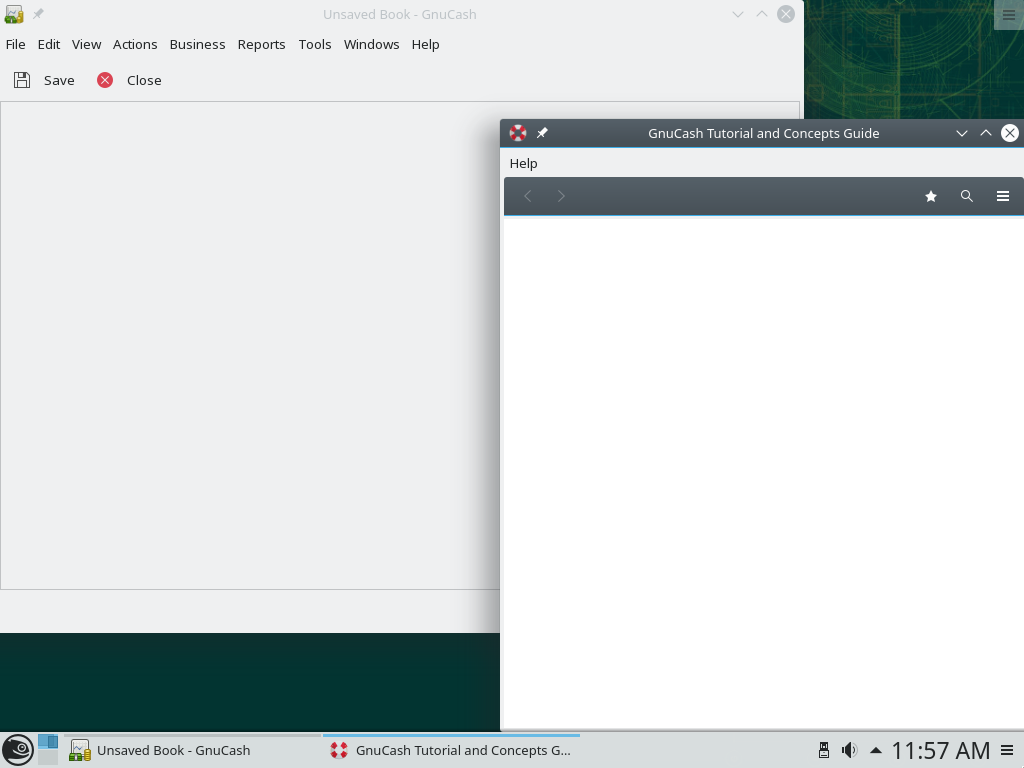 Unsaved Book - GnuCash
File Edit View Actions Business Reports Tools Windows Help
Save Close
GnuCash Tutorial and Concepts Guide
Help
Unsaved Book - GnuCash
GnuCash Tutorial and Concepts G...
11:57 AM